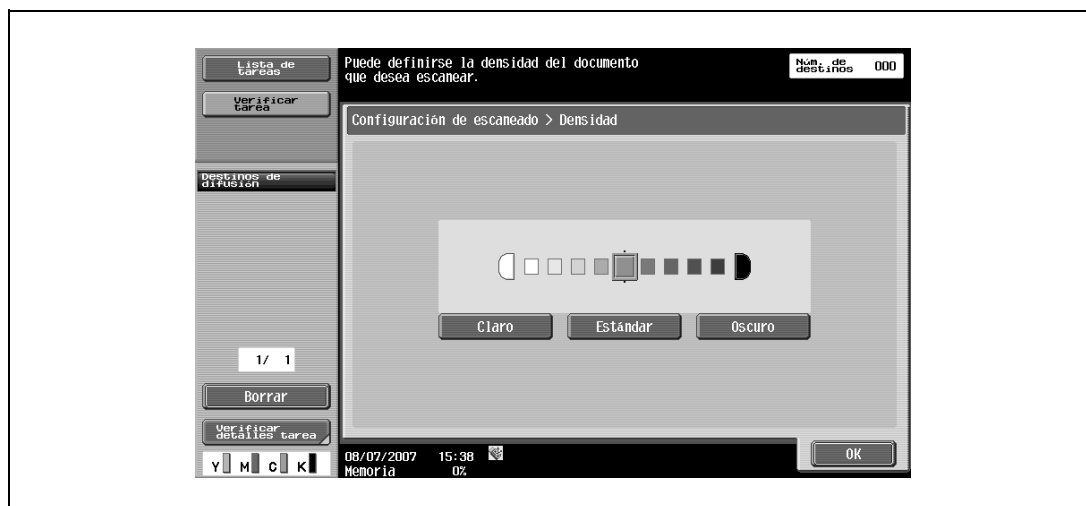 Lista de
tareas
Verificar
tarea
Destinos de
difusión
1/ 1
Borrar
Verificar
detalles tarea
Y M C K
Puede definirse la densidad del documento
que desea escanear.
Núm. de
destinos 000
Configuración de escaneado > Densidad
Claro Estándar Oscuro
08/07/2007 15:38
Memoria 0%
OK